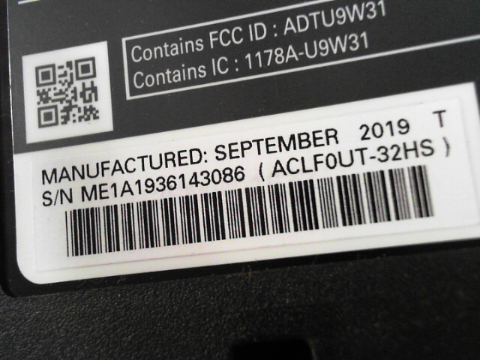 Contains FCC ID : ADTU9W31
Contains IC : 1178A-U9W31
MANUFACTURED: SEPTEMBER 2019 T
S/N ME1A1936143086 ( ACLF0UT-32HS )